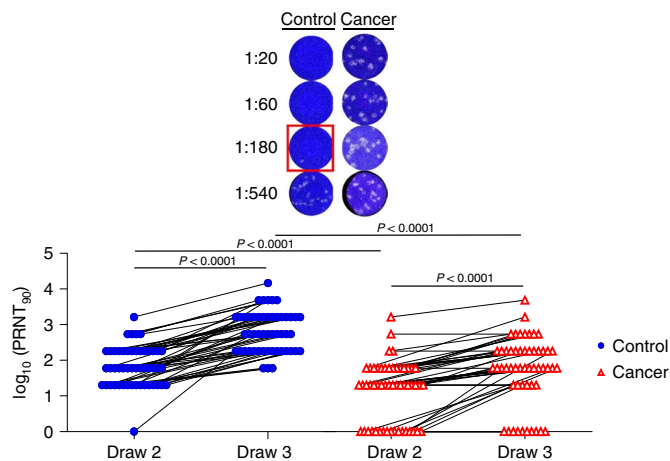 Control Cancer
1:20
1:60
1:180
1:540
P < 0.0001
P < 0.0001
P < 0.0001
P < 0.0001
log10 (PRNT90)
5
4
3
2
1
0
Draw 2 Draw 3 Draw 2 Draw 3
Control
Cancer